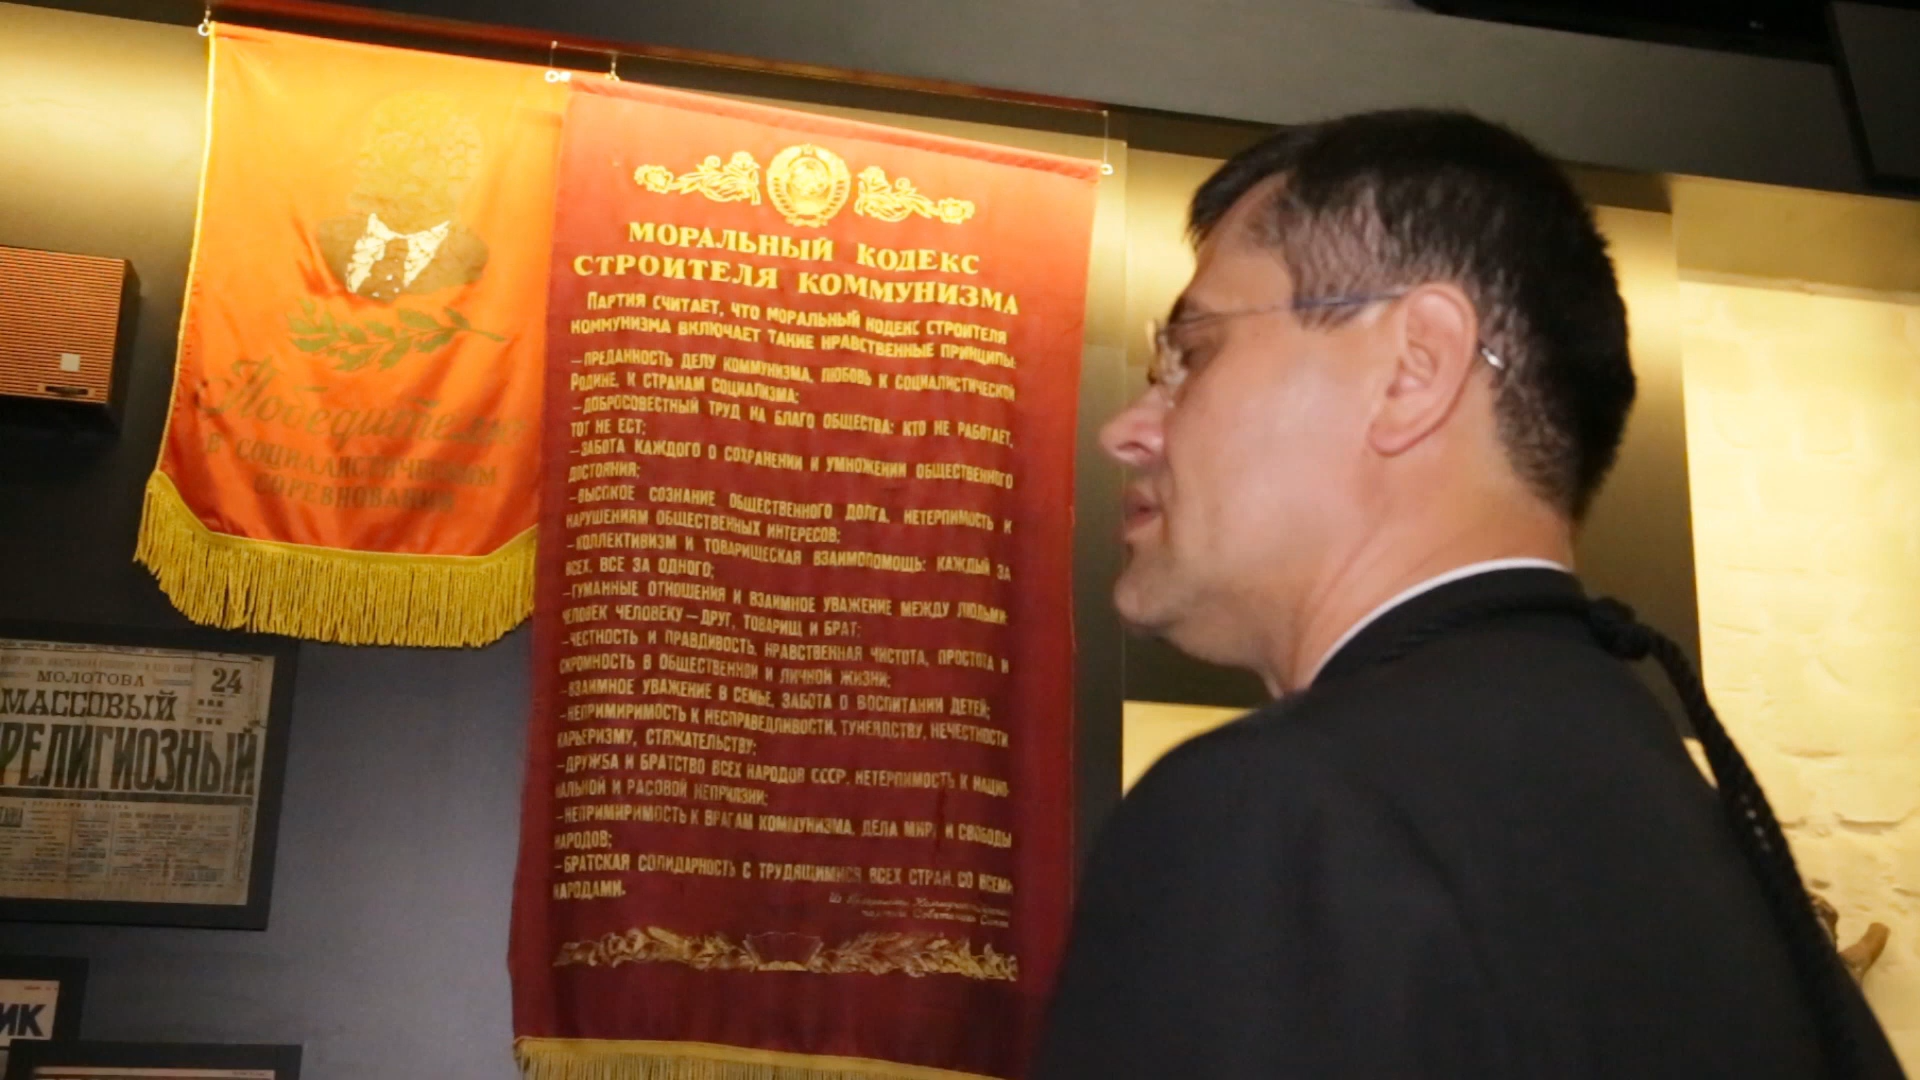 Победителю
в социалистическом
соревновании
МОРАЛЬНЫЙ КОДЕКС
СТРОИТЕЛЯ КОММУНИЗМА
Партия считает, что моральный кодекс строителя
коммунизма включает такие нравственные принципы:
—преданность делу коммунизма, любовь к социалистической
Родине, к странам социализма;
—добросовестный труд на благо общества: кто не работает,
тот не ест;
—забота каждого о сохранении и умножении общественного
достояния;
—высокое сознание общественного долга, нетерпимость к
нарушениям общественных интересов;
—коллективизм и товарищеская взаимопомощь: каждый за
всех, все за одного;
—гуманные отношения и взаимное уважение между людьми:
человек человеку—друг, товарищ и брат;
—честность и правдивость, нравственная чистота, простота и
скромность в общественной и личной жизни;
—взаимное уважение в семье, забота о воспитании детей;
—непримиримость к несправедливости, тунеядству, нечестности
карьеризму, стяжательству;
—дружба и братство всех народов СССР, нетерпимость к нацио-
нальной и расовой неприязни;
—непримиримость к врагам коммунизма, дела мира и свободы
народов;
—братская солидарность с трудящимися всех стран, со всеми
народами.
МОЛОТОВА
24
МАССОВЫЙ
РЕЛИГИОЗНЫЙ
ИК